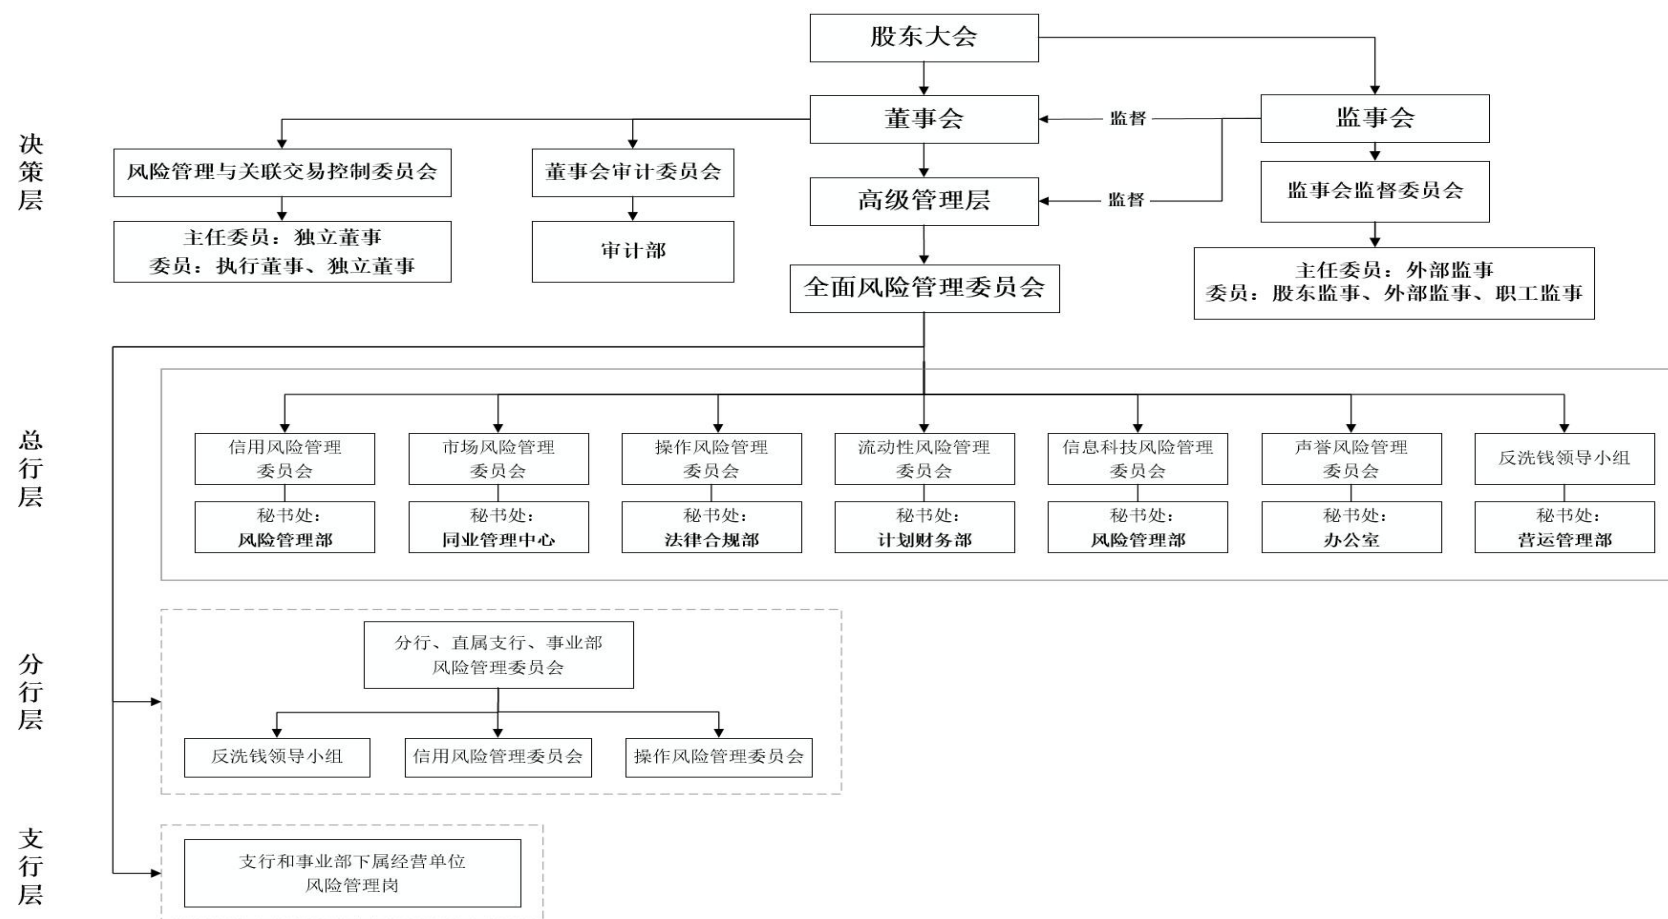 股东大会
决策层
董事会
监督
监事会
风险管理与关联交易控制委员会
董事会审计委员会
高级管理层
监督
监事会监督委员会
主任委员：独立董事
委员：执行董事、独立董事
审计部
全面风险管理委员会
主任委员：外部监事
委员：股东监事、外部监事、职工监事
总行层
信用风险管理
委员会
市场风险管理
委员会
操作风险管理
委员会
流动性风险管理
委员会
信息科技风险管理
委员会
声誉风险管理
委员会
反洗钱领导小组
秘书处：
风险管理部
秘书处：
同业管理中心
秘书处：
法律合规部
秘书处：
计划财务部
秘书处：
风险管理部
秘书处：
办公室
秘书处：
营运管理部
分行层
分行、直属支行、事业部
风险管理委员会
反洗钱领导小组
信用风险管理委员会
操作风险管理委员会
支行层
支行和事业部下属经营单位
风险管理岗